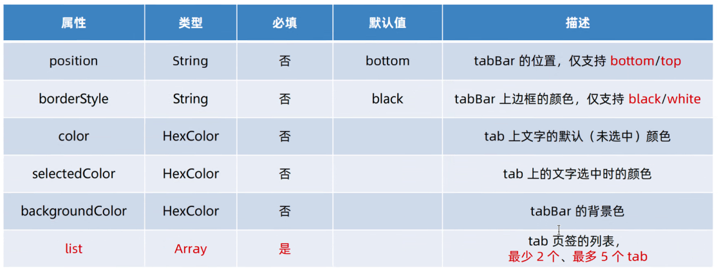 属性 类型 必填 默认值 描述
position String 否 bottom tabBar 的位置，仅支持 bottom/top
borderStyle String 否 black tabBar 上边框的颜色，仅支持 black/white
color HexColor 否 tab 上文字的默认（未选中）颜色
selectedColor HexColor 否 tab 上的文字选中时的颜色
backgroundColor HexColor 否 tabBar 的背景色
list Array 是 tab 页签的列表，
最少 2 个、最多 5 个 tab